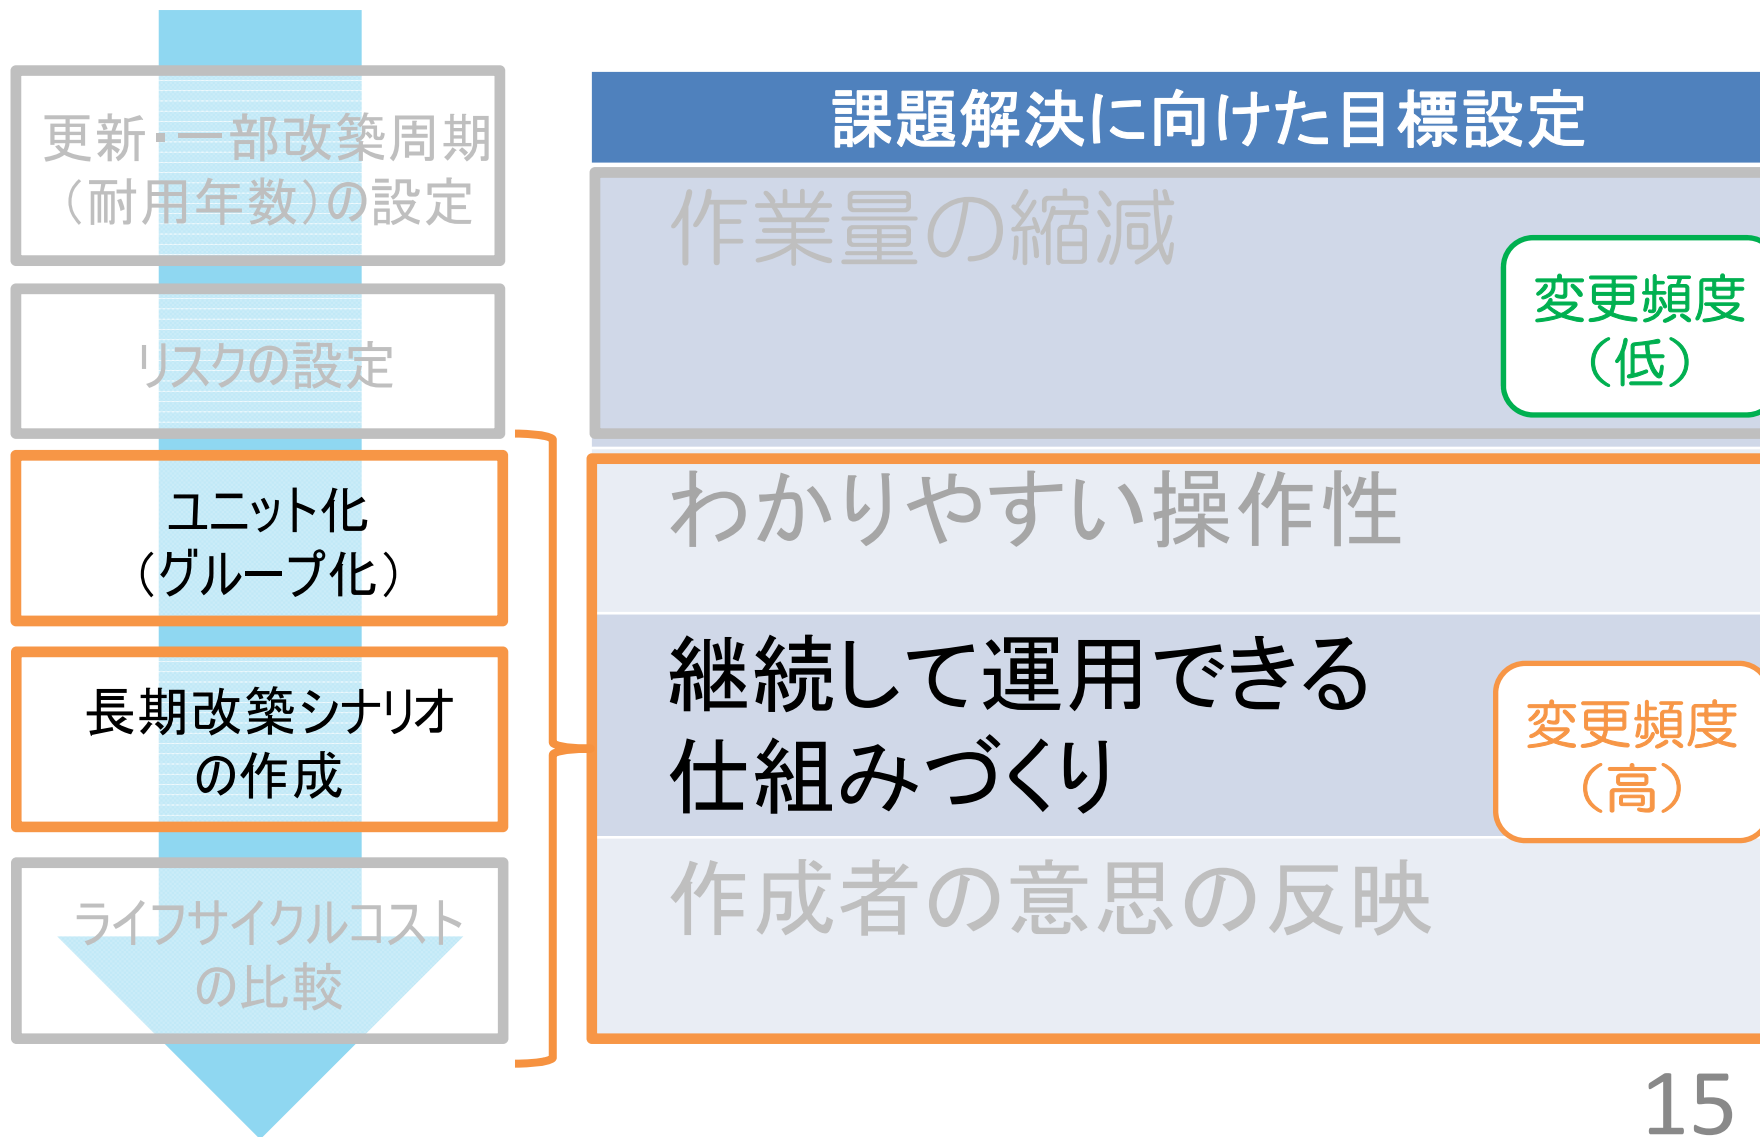 更新・一部改築周期
（耐用年数）の設定
リスクの設定
ユニット化
（グループ化）
長期改築シナリオ
の作成
ライフサイクルコスト
の比較
課題解決に向けた目標設定
作業量の縮減
変更頻度
（低）
わかりやすい操作性
継続して運用できる
仕組みづくり
変更頻度
（高）
作成者の意思の反映
15